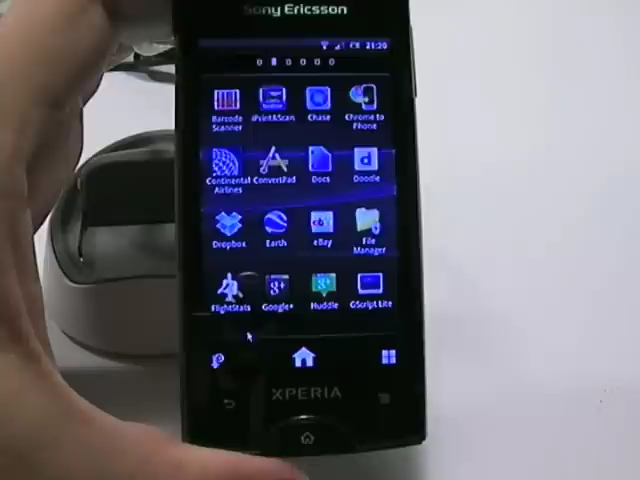 Sony Ericsson
21:20
Barcode Scanner
iPrint&Scan
Chase
Chrome to Phone
Continental Airlines
ConvertPad
Docs
Doodle
Dropbox
Earth
eBay
File Manager
FlightStats
Google+
Huddle
GScript Lite
XPERIA